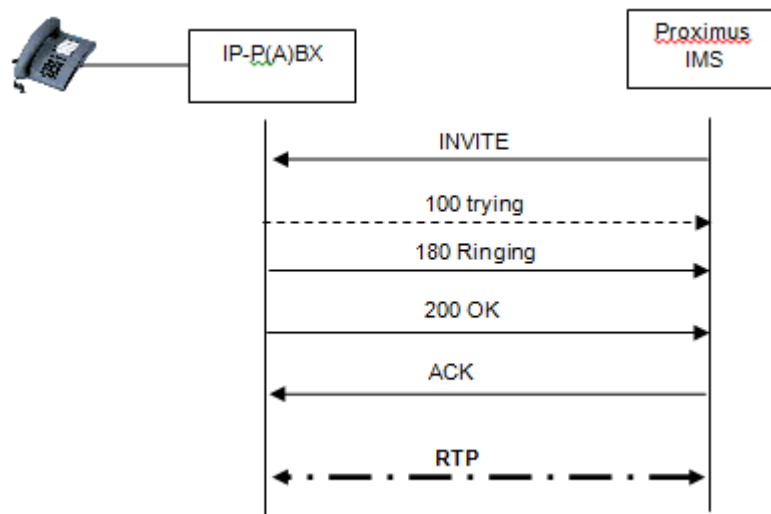 IP-P(A)BX
Proximus
IMS
INVITE
100 trying
180 Ringing
200 OK
ACK
RTP